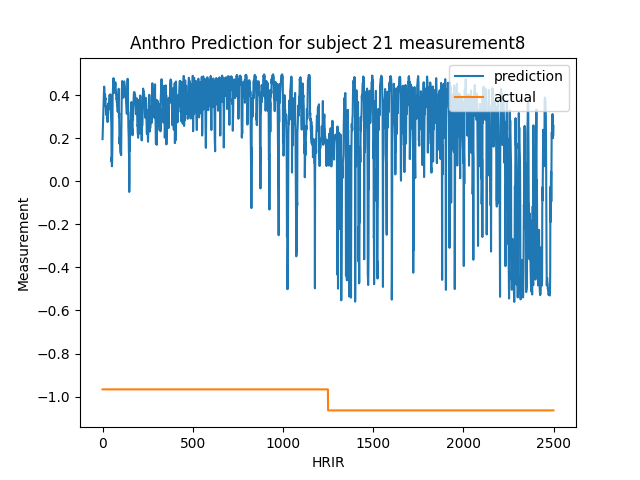 Anthro Prediction for subject 21 measurement8
prediction
actual
0.4
0.2
0.0
−0.2
−0.4
−0.6
−0.8
−1.0
Measurement
0
500
1000
1500
2000
2500
HRIR